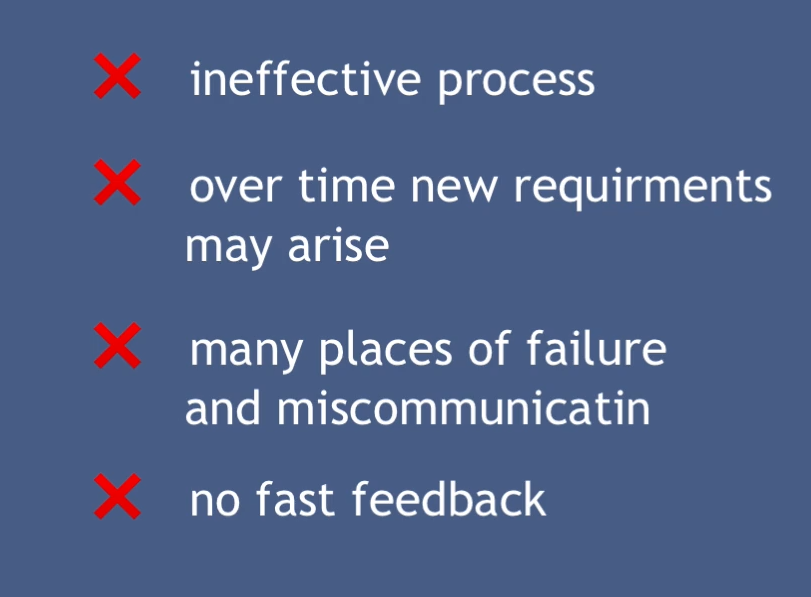 ineffective process
over time new requirments
may arise
many places of failure
and miscommunicatin
no fast feedback